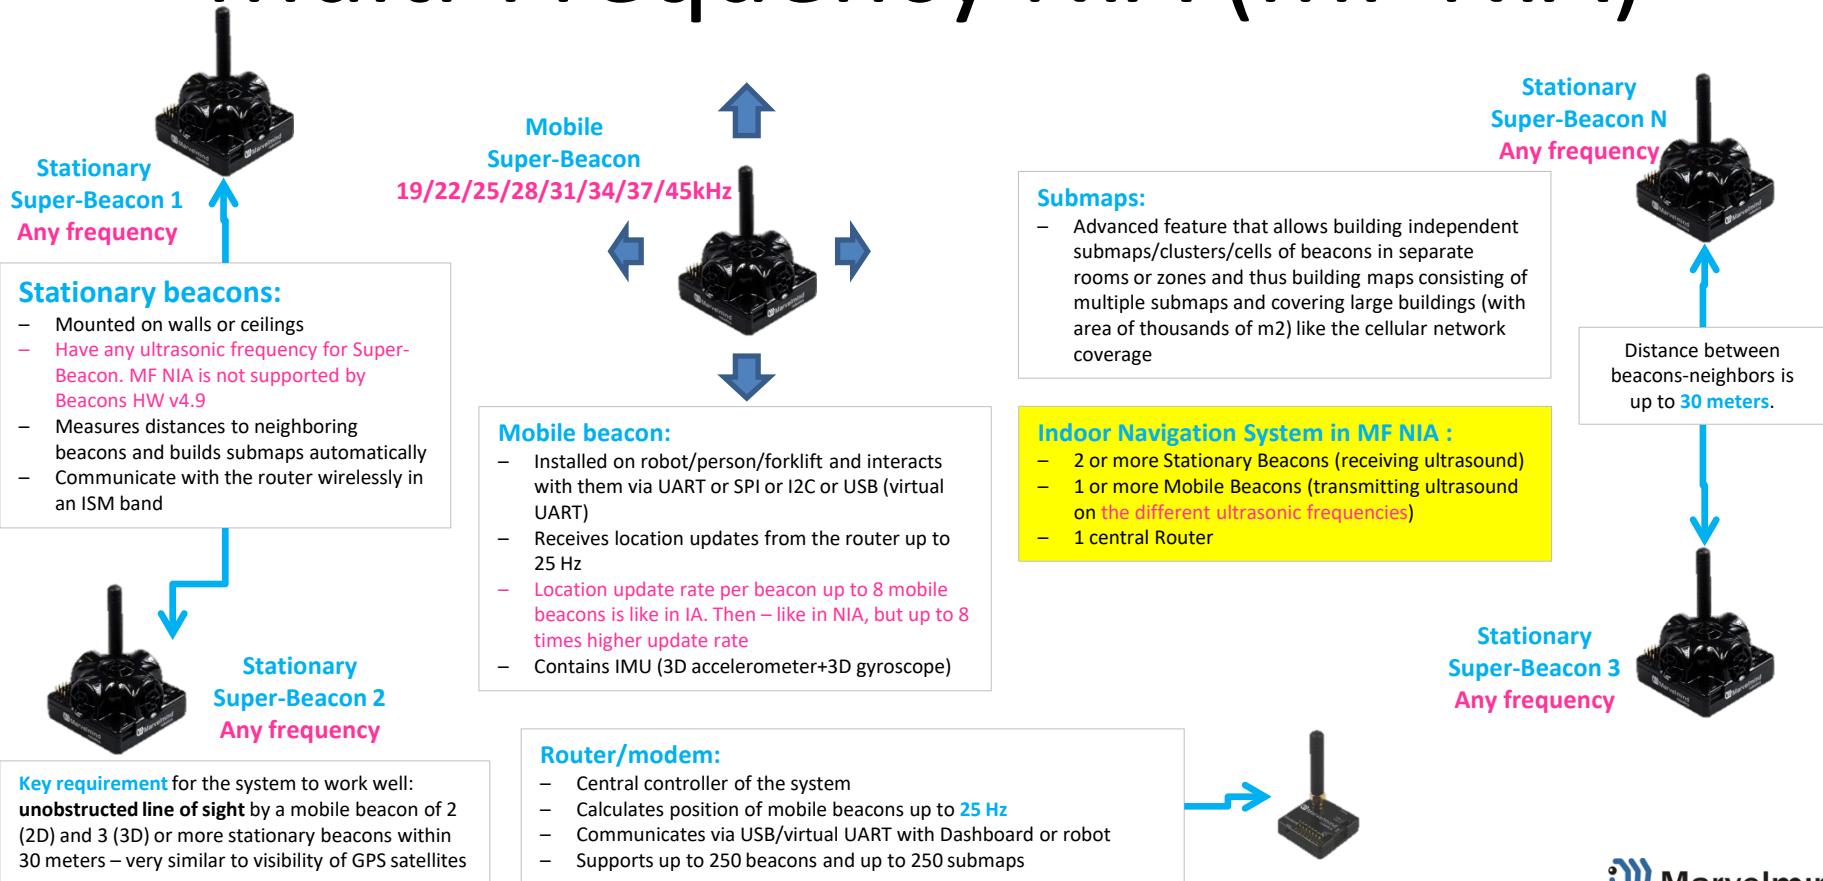 Multi-Frequency NIA (MF NIA)
Stationary
Super-Beacon 1
Any frequency
Mobile
Super-Beacon
19/22/25/28/31/34/37/45kHz
Stationary
Super-Beacon N
Any frequency
Stationary beacons:
– Mounted on walls or ceilings
– Have any ultrasonic frequency for Super-
Beacon. MF NIA is not supported by
Beacons HW v4.9
– Measures distances to neighboring
beacons and builds submaps automatically
– Communicate with the router wirelessly in
an ISM band
Submaps:
– Advanced feature that allows building independent
submaps/clusters/cells of beacons in separate
rooms or zones and thus building maps consisting of
multiple submaps and covering large buildings (with
area of thousands of m2) like the cellular network
coverage
Distance between
beacons-neighbors is
up to 30 meters.
Mobile beacon:
– Installed on robot/person/forklift and interacts
with them via UART or SPI or I2C or USB (virtual
UART)
– Receives location updates from the router up to
25 Hz
– Location update rate per beacon up to 8 mobile
beacons is like in IA. Then – like in NIA, but up to 8
times higher update rate
– Contains IMU (3D accelerometer+3D gyroscope)
Indoor Navigation System in MF NIA :
– 2 or more Stationary Beacons (receiving ultrasound)
– 1 or more Mobile Beacons (transmitting ultrasound
on the different ultrasonic frequencies)
– 1 central Router
Stationary
Super-Beacon 2
Any frequency
Stationary
Super-Beacon 3
Any frequency
Key requirement for the system to work well:
unobstructed line of sight by a mobile beacon of 2
(2D) and 3 (3D) or more stationary beacons within
30 meters – very similar to visibility of GPS satellites
Router/modem:
– Central controller of the system
– Calculates position of mobile beacons up to 25 Hz
– Communicates via USB/virtual UART with Dashboard or robot
– Supports up to 250 beacons and up to 250 submaps